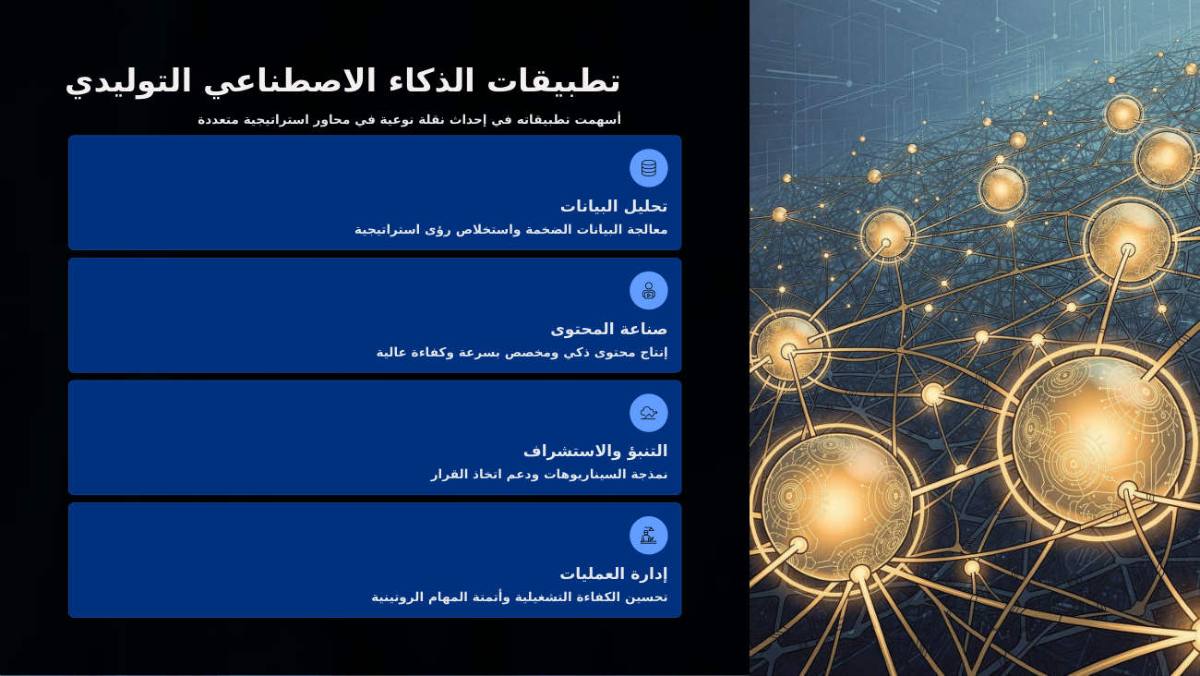 تطبيقات الذكاء الاصطناعي التوليدي
أسهمت تطبيقاته في إحداث نقلة نوعية في محاور استراتيجية متعددة
تحليل البيانات
معالجة البيانات الضخمة واستخلاص رؤى استراتيجية
صناعة المحتوى
إنتاج محتوى ذكي ومخصص بسرعة وكفاءة عالية
التنبؤ والاستشراف
نمذجة السيناريوهات ودعم اتخاذ القرار
إدارة العمليات
تحسين الكفاءة التشغيلية وأتمتة المهام الروتينية